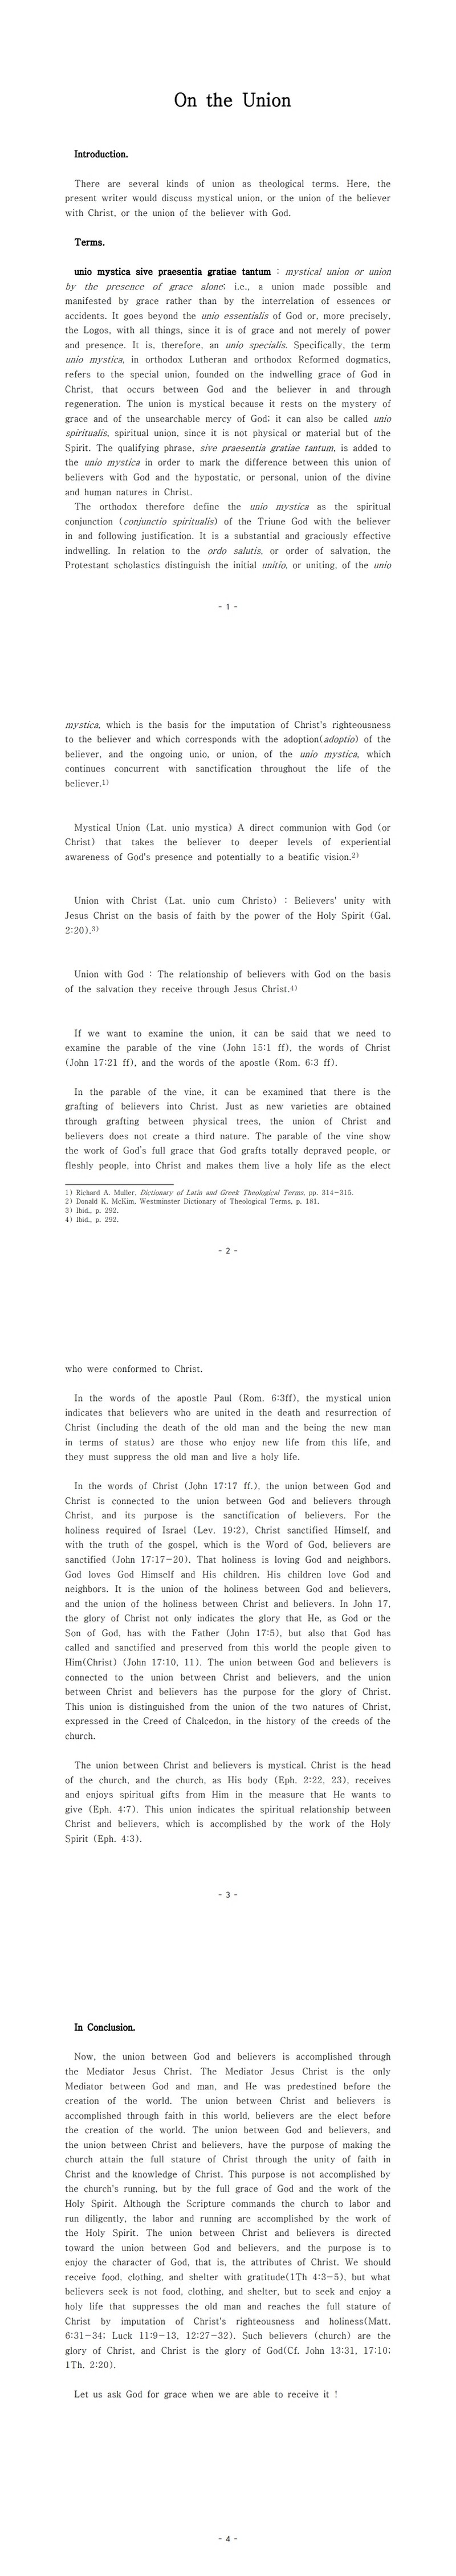 On the Union
Introduction.
There are several kinds of union as theological terms. Here, the
present writer would discuss mystical union, or the union of the believer
with Christ, or the union of the believer with God.
Terms.
unio mystica sive praesentia gratiae tantum : mystical union or union
by the presence of grace alone; i.e., a union made possible and
manifested by grace rather than by the interrelation of essences or
accidents. It goes beyond the unio essentialis of God or, more precisely,
the Logos, with all things, since it is of grace and not merely of power
and presence. It is, therefore, an unio specialis. Specifically, the term
unio mystica, in orthodox Lutheran and orthodox Reformed dogmatics,
refers to the special union, founded on the indwelling grace of God in
Christ, that occurs between God and the believer in and through
regeneration. The union is mystical because it rests on the mystery of
grace and of the unsearchable mercy of God; it can also be called unio
spiritualis, spiritual union, since it is not physical or material but of the
Spirit. The qualifying phrase, sive praesentia gratiae tantum, is added to
the unio mystica in order to mark the difference between this union of
believers with God and the hypostatic, or personal, union of the divine
and human natures in Christ.
The orthodox therefore define the unio mystica as the spiritual
conjunction (conjunctio spiritualis) of the Triune God with the believer
in and following justification. It is a substantial and graciously effective
indwelling. In relation to the ordo salutis, or order of salvation, the
Protestant scholastics distinguish the initial unitio, or uniting, of the unio
- 1 -
mystica, which is the basis for the imputation of Christ's righteousness
to the believer and which corresponds with the adoption(adoptio) of the
believer, and the ongoing unio, or union, of the unio mystica, which
continues concurrent with sanctification throughout the life of the
believer.1)
Mystical Union (Lat. unio mystica) A direct communion with God (or
Christ) that takes the believer to deeper levels of experiential
awareness of God's presence and potentially to a beatific vision.2)
Union with Christ (Lat. unio cum Christo) : Believers' unity with
Jesus Christ on the basis of faith by the power of the Holy Spirit (Gal.
2:20).3)
Union with God : The relationship of believers with God on the basis
of the salvation they receive through Jesus Christ.4)
If we want to examine the union, it can be said that we need to
examine the parable of the vine (John 15:1 ff), the words of Christ
(John 17:21 ff), and the words of the apostle (Rom. 6:3 ff).
In the parable of the vine, it can be examined that there is the
grafting of believers into Christ. Just as new varieties are obtained
through grafting between physical trees, the union of Christ and
believers does not create a third nature. The parable of the vine show
the work of God's full grace that God grafts totally depraved people, or
fleshly people, into Christ and makes them live a holy life as the elect
1) Richard A. Muller, Dictionary of Latin and Greek Theological Terms, pp. 314-315.
2) Donald K. McKim, Westminster Dictionary of Theological Terms, p. 181.
3) Ibid., p. 292.
4) Ibid., p. 292.
- 2 -
who were conformed to Christ.
In the words of the apostle Paul (Rom. 6:3ff), the mystical union
indicates that believers who are united in the death and resurrection of
Christ (including the death of the old man and the being the new man
in terms of status) are those who enjoy new life from this life, and
they must suppress the old man and live a holy life.
In the words of Christ (John 17:17 ff.), the union between God and
Christ is connected to the union between God and believers through
Christ, and its purpose is the sanctification of believers. For the
holiness required of Israel (Lev. 19:2), Christ sanctified Himself, and
with the truth of the gospel, which is the Word of God, believers are
sanctified (John 17:17-20). That holiness is loving God and neighbors.
God loves God Himself and His children. His children love God and
neighbors. It is the union of the holiness between God and believers,
and the union of the holiness between Christ and believers. In John 17,
the glory of Christ not only indicates the glory that He, as God or the
Son of God, has with the Father (John 17:5), but also that God has
called and sanctified and preserved from this world the people given to
Him(Christ) (John 17:10, 11). The union between God and believers is
connected to the union between Christ and believers, and the union
between Christ and believers has the purpose for the glory of Christ.
This union is distinguished from the union of the two natures of Christ,
expressed in the Creed of Chalcedon, in the history of the creeds of the
church.
The union between Christ and believers is mystical. Christ is the head
of the church, and the church, as His body (Eph. 2:22, 23), receives
and enjoys spiritual gifts from Him in the measure that He wants to
give (Eph. 4:7). This union indicates the spiritual relationship between
Christ and believers, which is accomplished by the work of the Holy
Spirit (Eph. 4:3).
- 3 -
In Conclusion.
Now, the union between God and believers is accomplished through
the Mediator Jesus Christ. The Mediator Jesus Christ is the only
Mediator between God and man, and He was predestined before the
creation of the world. The union between Christ and believers is
accomplished through faith in this world, believers are the elect before
the creation of the world. The union between God and believers, and
the union between Christ and believers, have the purpose of making the
church attain the full stature of Christ through the unity of faith in
Christ and the knowledge of Christ. This purpose is not accomplished by
the church's running, but by the full grace of God and the work of the
Holy Spirit. Although the Scripture commands the church to labor and
run diligently, the labor and running are accomplished by the work of
the Holy Spirit. The union between Christ and believers is directed
toward the union between God and believers, and the purpose is to
enjoy the character of God, that is, the attributes of Christ. We should
receive food, clothing, and shelter with gratitude(1Th 4:3-5), but what
believers seek is not food, clothing, and shelter, but to seek and enjoy a
holy life that suppresses the old man and reaches the full stature of
Christ by imputation of Christ's righteousness and holiness(Matt.
6:31-34; Luck 11:9-13, 12:27-32). Such believers (church) are the
glory of Christ, and Christ is the glory of God(Cf. John 13:31, 17:10;
1Th. 2:20).
Let us ask God for grace when we are able to receive it !
- 4 -